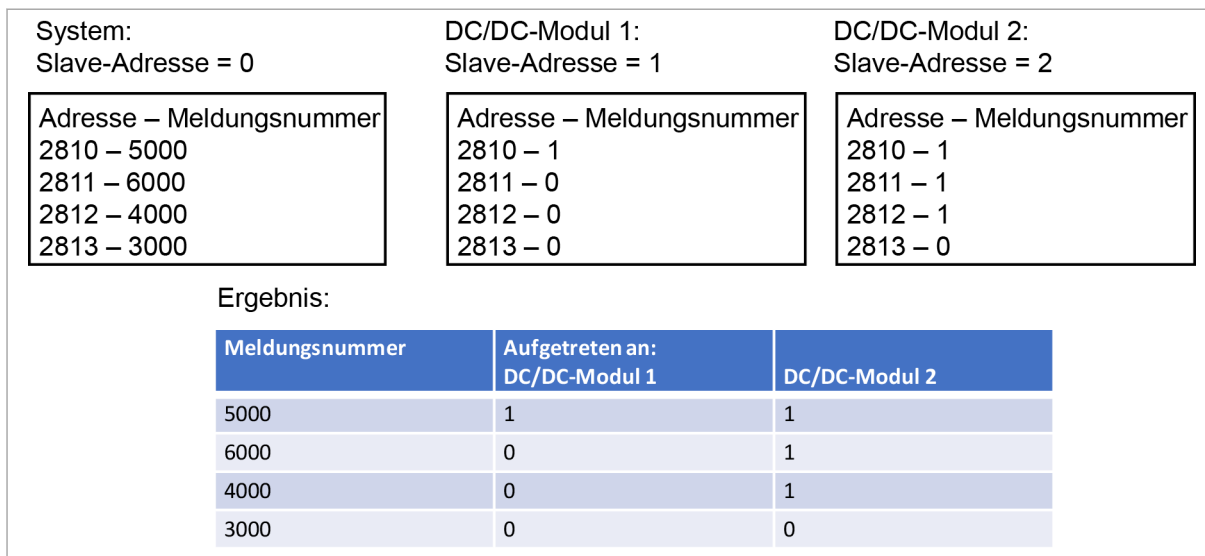 System:
Slave-Adresse = 0
Adresse – Meldungsnummer
2810 – 5000
2811 – 6000
2812 – 4000
2813 – 3000
DC/DC-Modul 1:
Slave-Adresse = 1
Adresse – Meldungsnummer
2810 – 1
2811 – 0
2812 – 0
2813 – 0
DC/DC-Modul 2:
Slave-Adresse = 2
Adresse – Meldungsnummer
2810 – 1
2811 – 1
2812 – 1
2813 – 0
Ergebnis:
Meldungsnummer Aufgetreten an:
DC/DC-Modul 1 DC/DC-Modul 2
5000 1 1
6000 0 1
4000 0 1
3000 0 0